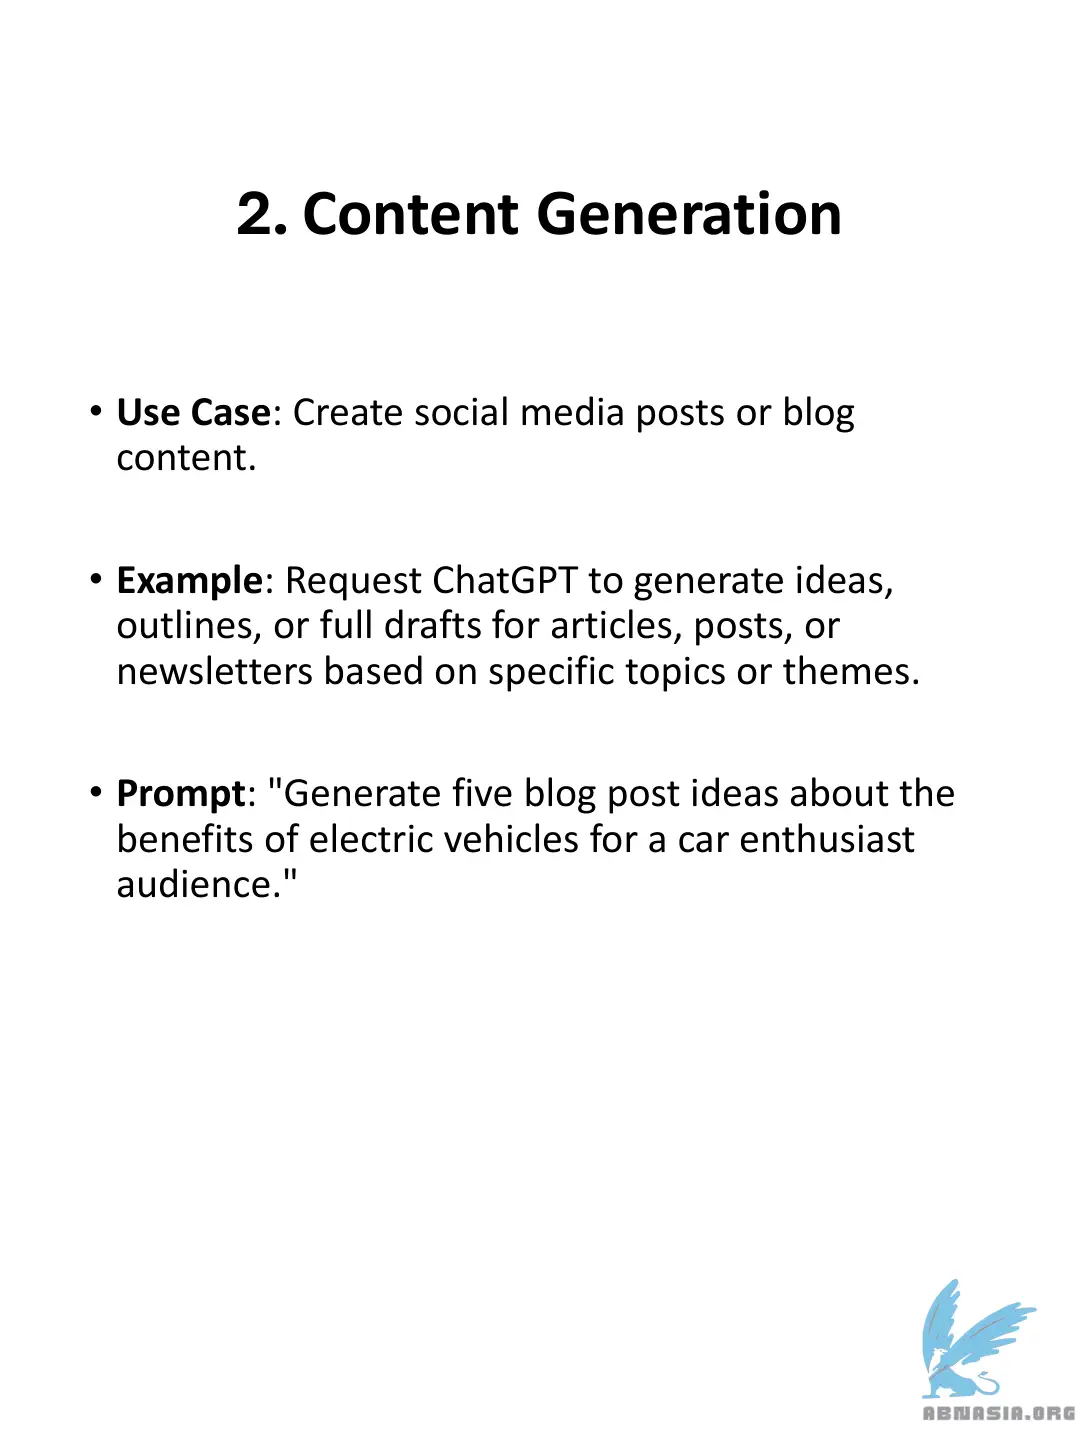 2. Content Generation
• Use Case: Create social media posts or blog
content.
• Example: Request ChatGPT to generate ideas,
outlines, or full drafts for articles, posts, or
newsletters based on specific topics or themes.
• Prompt: "Generate five blog post ideas about the
benefits of electric vehicles for a car enthusiast
audience."
ABNASIA.ORG